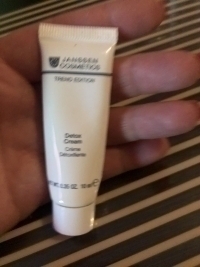 JANSSEN
COSMETICS
TREND EDITION
Detox
Cream
Crème
Détoxifiante